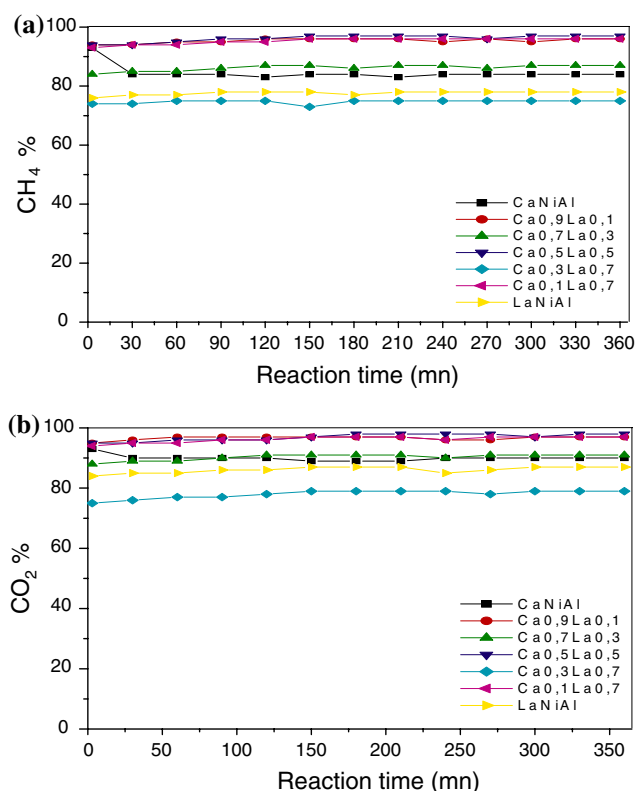 (a)
100
80
60
40
20
0
CH4 %
CaNiAl
Ca0,9La0,1
Ca0,7La0,3
Ca0,5La0,5
Ca0,3La0,7
Ca0,1La0,7
LaNiAl
0 30 60 90 120 150 180 210 240 270 300 330 360
Reaction time (mn)
(b)
100
80
60
40
20
0
CO2 %
CaNiAl
Ca0,9La0,1
Ca0,7La0,3
Ca0,5La0,5
Ca0,3La0,7
Ca0,1La0,7
LaNiAl
0 50 100 150 200 250 300 350
Reaction time (mn)